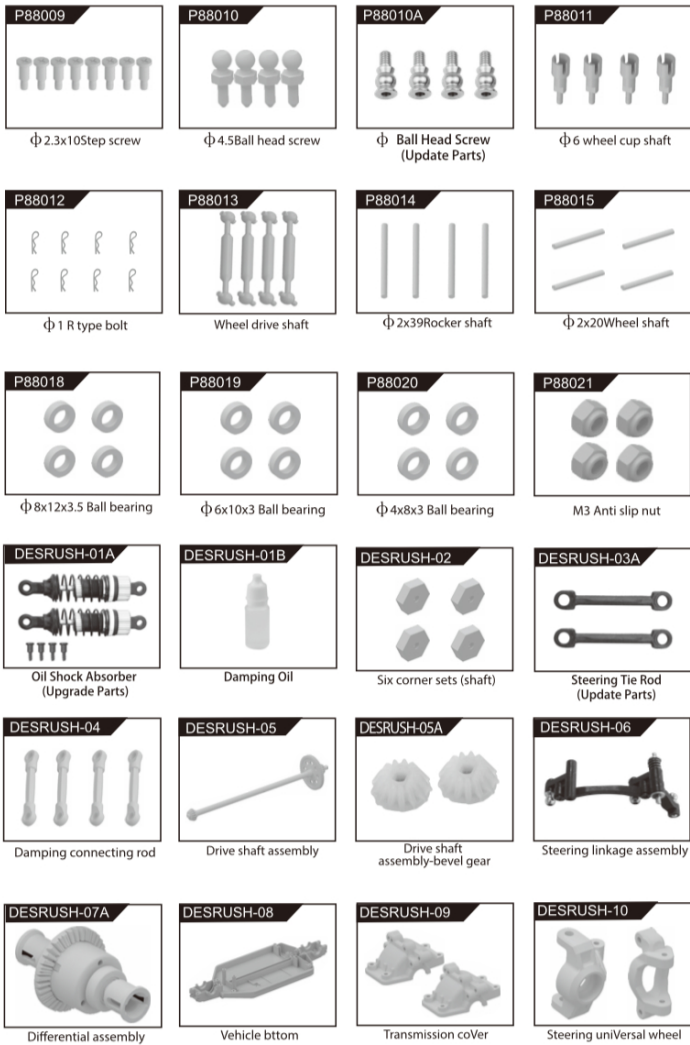 P88009
ϕ 2.3x10Step screw
P88010
ϕ 4.5Ball head screw
P88010A
ϕ Ball Head Screw
(Update Parts)
P88011
ϕ 6 wheel cup shaft
P88012
ϕ 1 R type bolt
P88013
Wheel drive shaft
P88014
ϕ 2x39Rocker shaft
P88015
ϕ 2x20Wheel shaft
P88018
ϕ 8x12x3.5 Ball bearing
P88019
ϕ 6x10x3 Ball bearing
P88020
ϕ 4x8x3 Ball bearing
P88021
M3 Anti slip nut
DESRUSH-01A
Oil Shock Absorber
(Upgrade Parts)
DESRUSH-01B
Damping Oil
DESRUSH-02
Six corner sets (shaft)
DESRUSH-03A
Steering Tie Rod
(Update Parts)
DESRUSH-04
Damping connecting rod
DESRUSH-05
Drive shaft assembly
DESRUSH-05A
Drive shaft
assembly-bevel gear
DESRUSH-06
Steering linkage assembly
DESRUSH-07A
Differential assembly
DESRUSH-08
Vehicle bttom
DESRUSH-09
Transmission coVer
DESRUSH-10
Steering uniVersal wheel